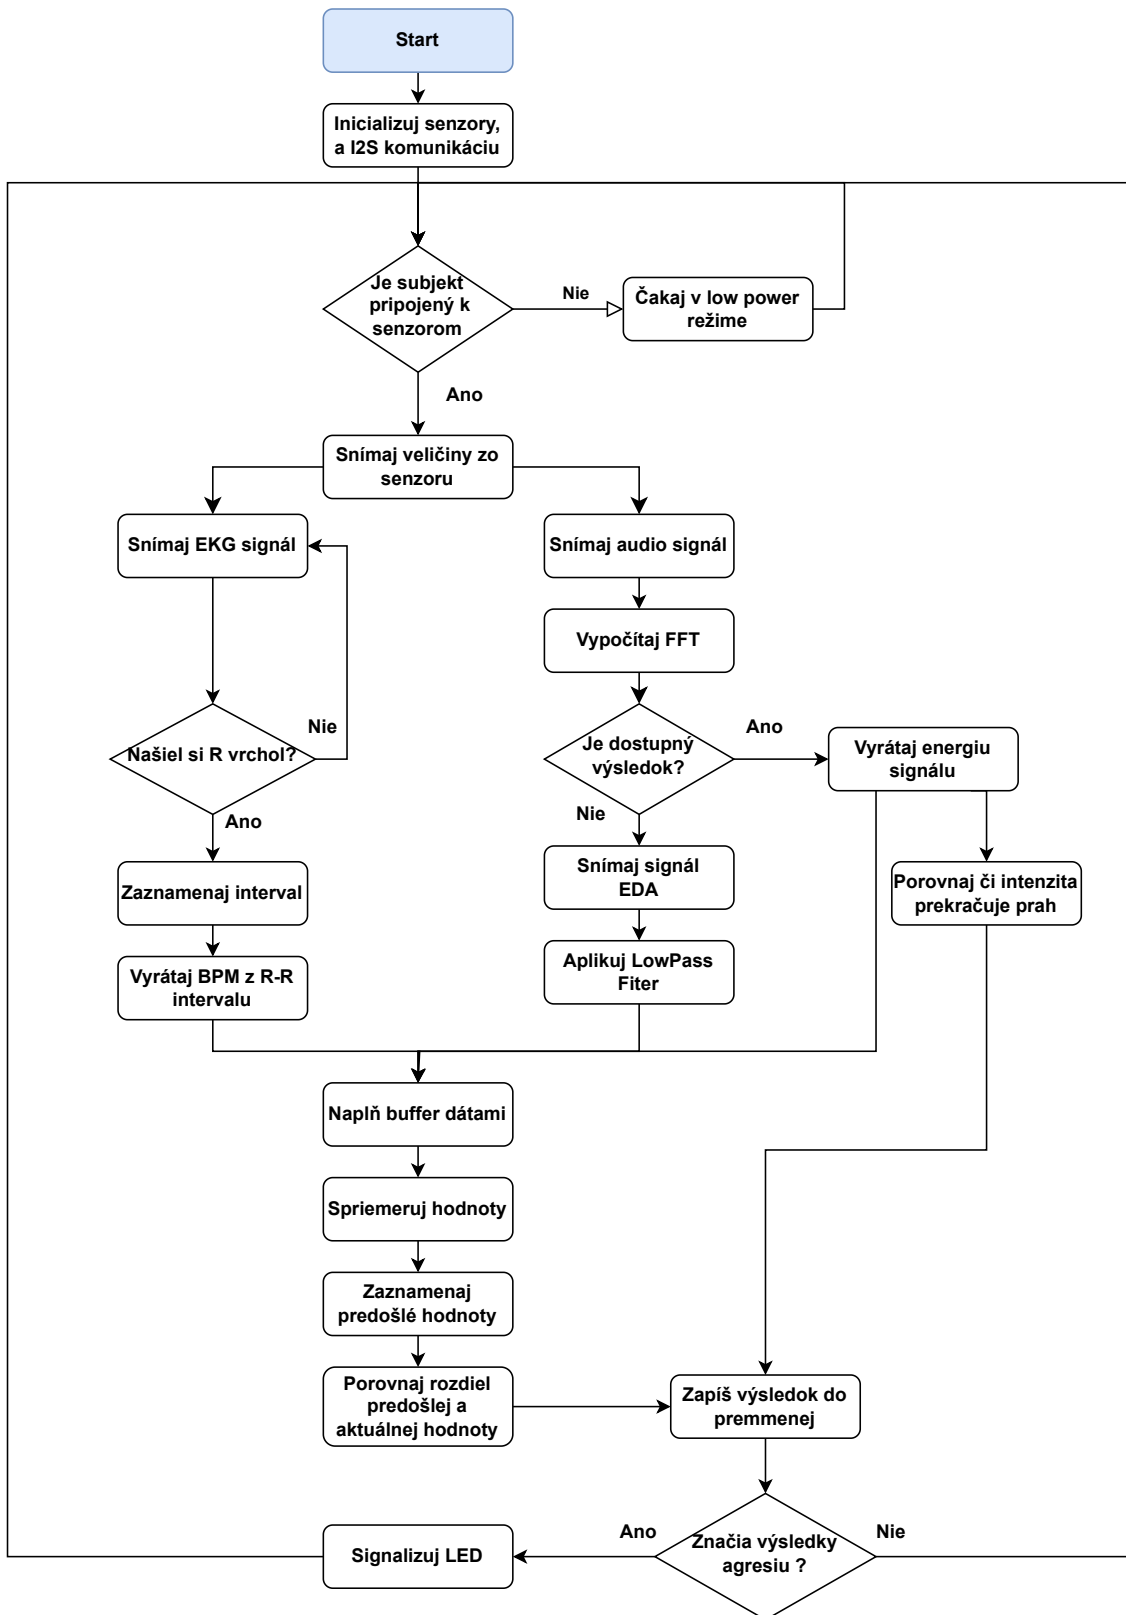 Start
Inicializuj senzory,
a I2S komunikáciu
Je subjekt
pripojený k
senzorom
Nie
Čakaj v low power
režime
Ano
Snímaj veličiny zo
senzoru
Snímaj EKG signál
Snímaj audio signál
Vypočítaj FFT
Našiel si R vrchol?
Nie
Je dostupný
výsledok?
Ano
Vyrátaj energiu
signálu
Ano
Nie
Zaznamenaj interval
Snímaj signál
EDA
Porovnaj či intenzita
prekračuje prah
Vyrátaj BPM z R-R
intervalu
Aplikuj LowPass
Fiter
Naplň buffer dátami
Spriemeruj hodnoty
Zaznamenaj
predošlé hodnoty
Porovnaj rozdiel
predošlej a
aktuálnej hodnoty
Zapíš výsledok do
premmenej
Značia výsledky
agresiu ?
Ano
Nie
Signalizuj LED